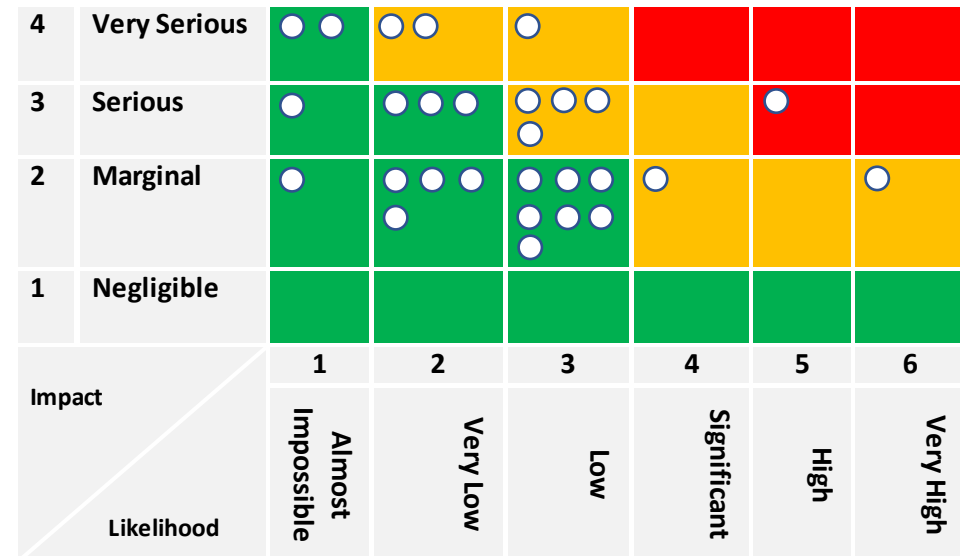 4 Very Serious
3 Serious
2 Marginal
1 Negligible
1 2 3 4 5 6
Impact
Likelihood
Almost
Impossible
Very Low
Low
Significant
High
Very High